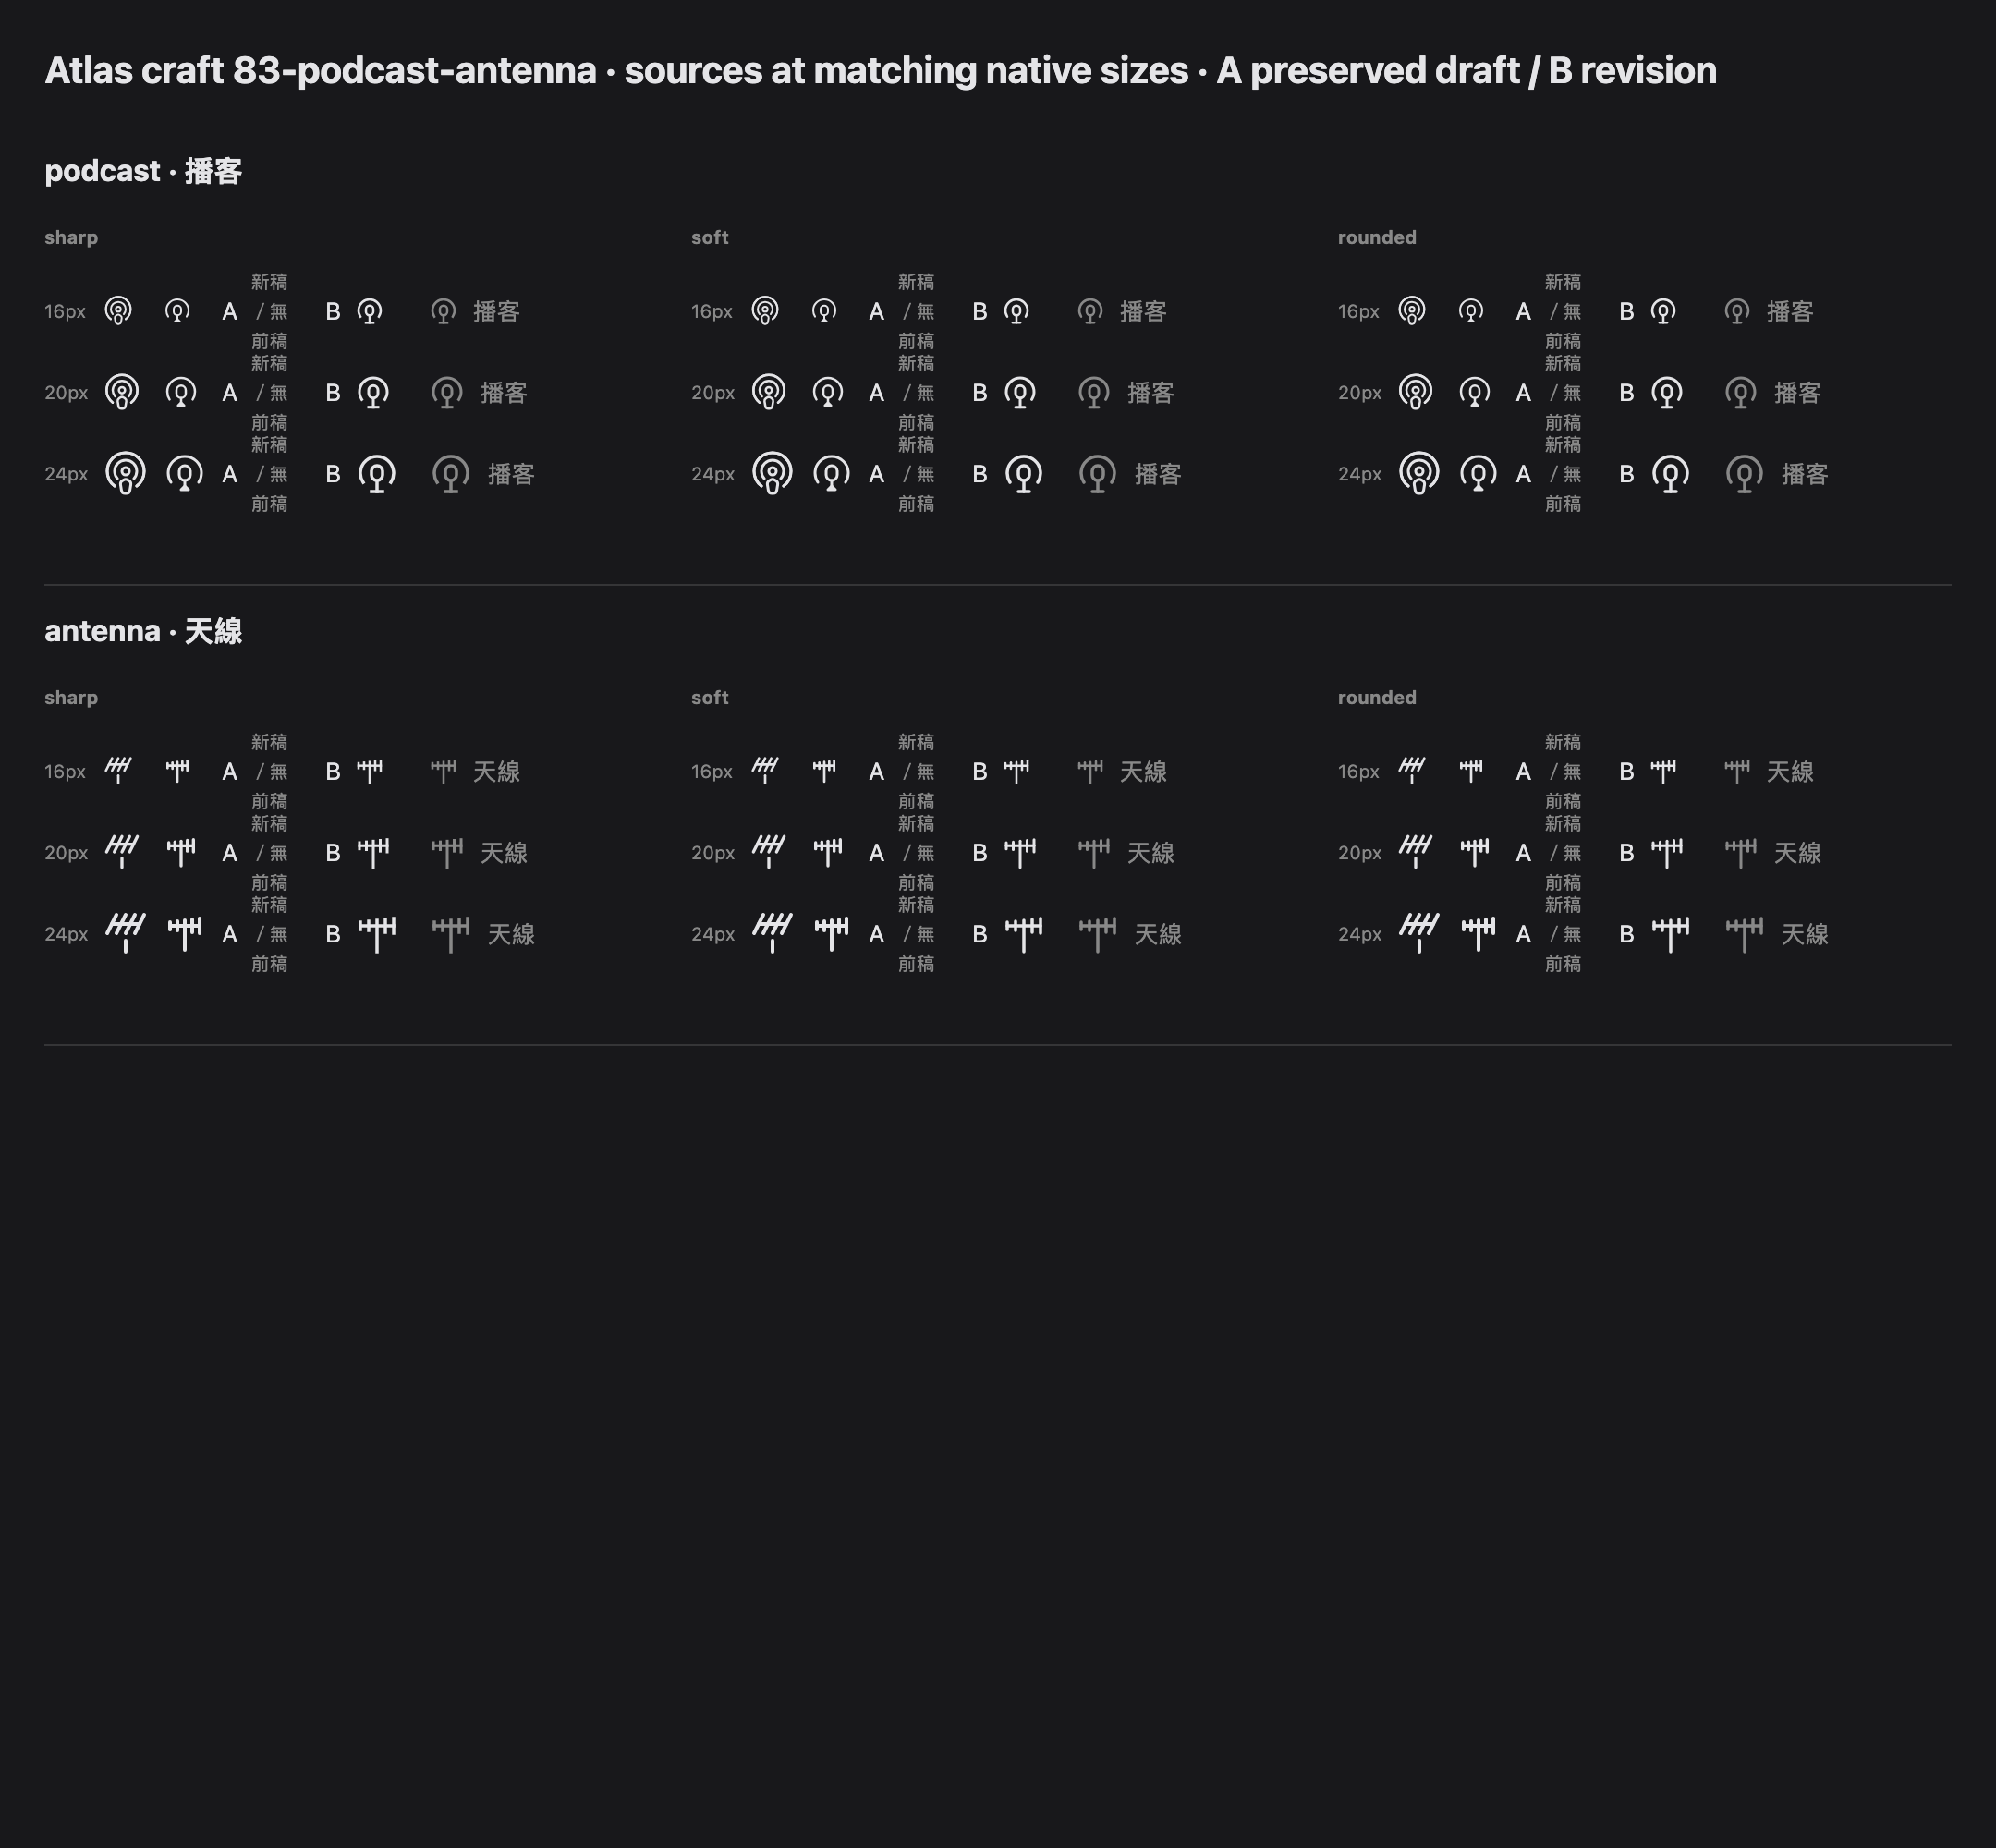 Atlas craft 83-podcast-antenna · sources at matching native sizes · A preserved draft / B revision
podcast · 播客
sharp
soft
rounded
16px A 新稿 / 無前稿 B 播客
16px A 新稿 / 無前稿 B 播客
16px A 新稿 / 無前稿 B 播客
20px A 新稿 / 無前稿 B 播客
20px A 新稿 / 無前稿 B 播客
20px A 新稿 / 無前稿 B 播客
24px A 新稿 / 無前稿 B 播客
24px A 新稿 / 無前稿 B 播客
24px A 新稿 / 無前稿 B 播客
antenna · 天線
sharp
soft
rounded
16px A 新稿 / 無前稿 B 天線
16px A 新稿 / 無前稿 B 天線
16px A 新稿 / 無前稿 B 天線
20px A 新稿 / 無前稿 B 天線
20px A 新稿 / 無前稿 B 天線
20px A 新稿 / 無前稿 B 天線
24px A 新稿 / 無前稿 B 天線
24px A 新稿 / 無前稿 B 天線
24px A 新稿 / 無前稿 B 天線